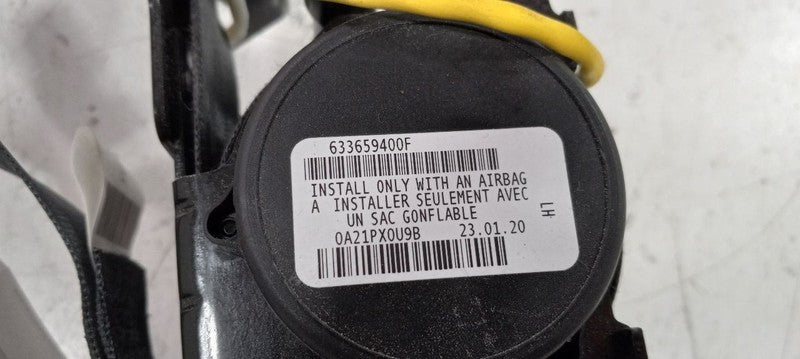 633659400F
INSTALL ONLY WITH AN AIRBAG
A INSTALLER SEULEMENT AVEC
UN SAC GONFLABLE
0A21PX0U9B 23.01.20
LH